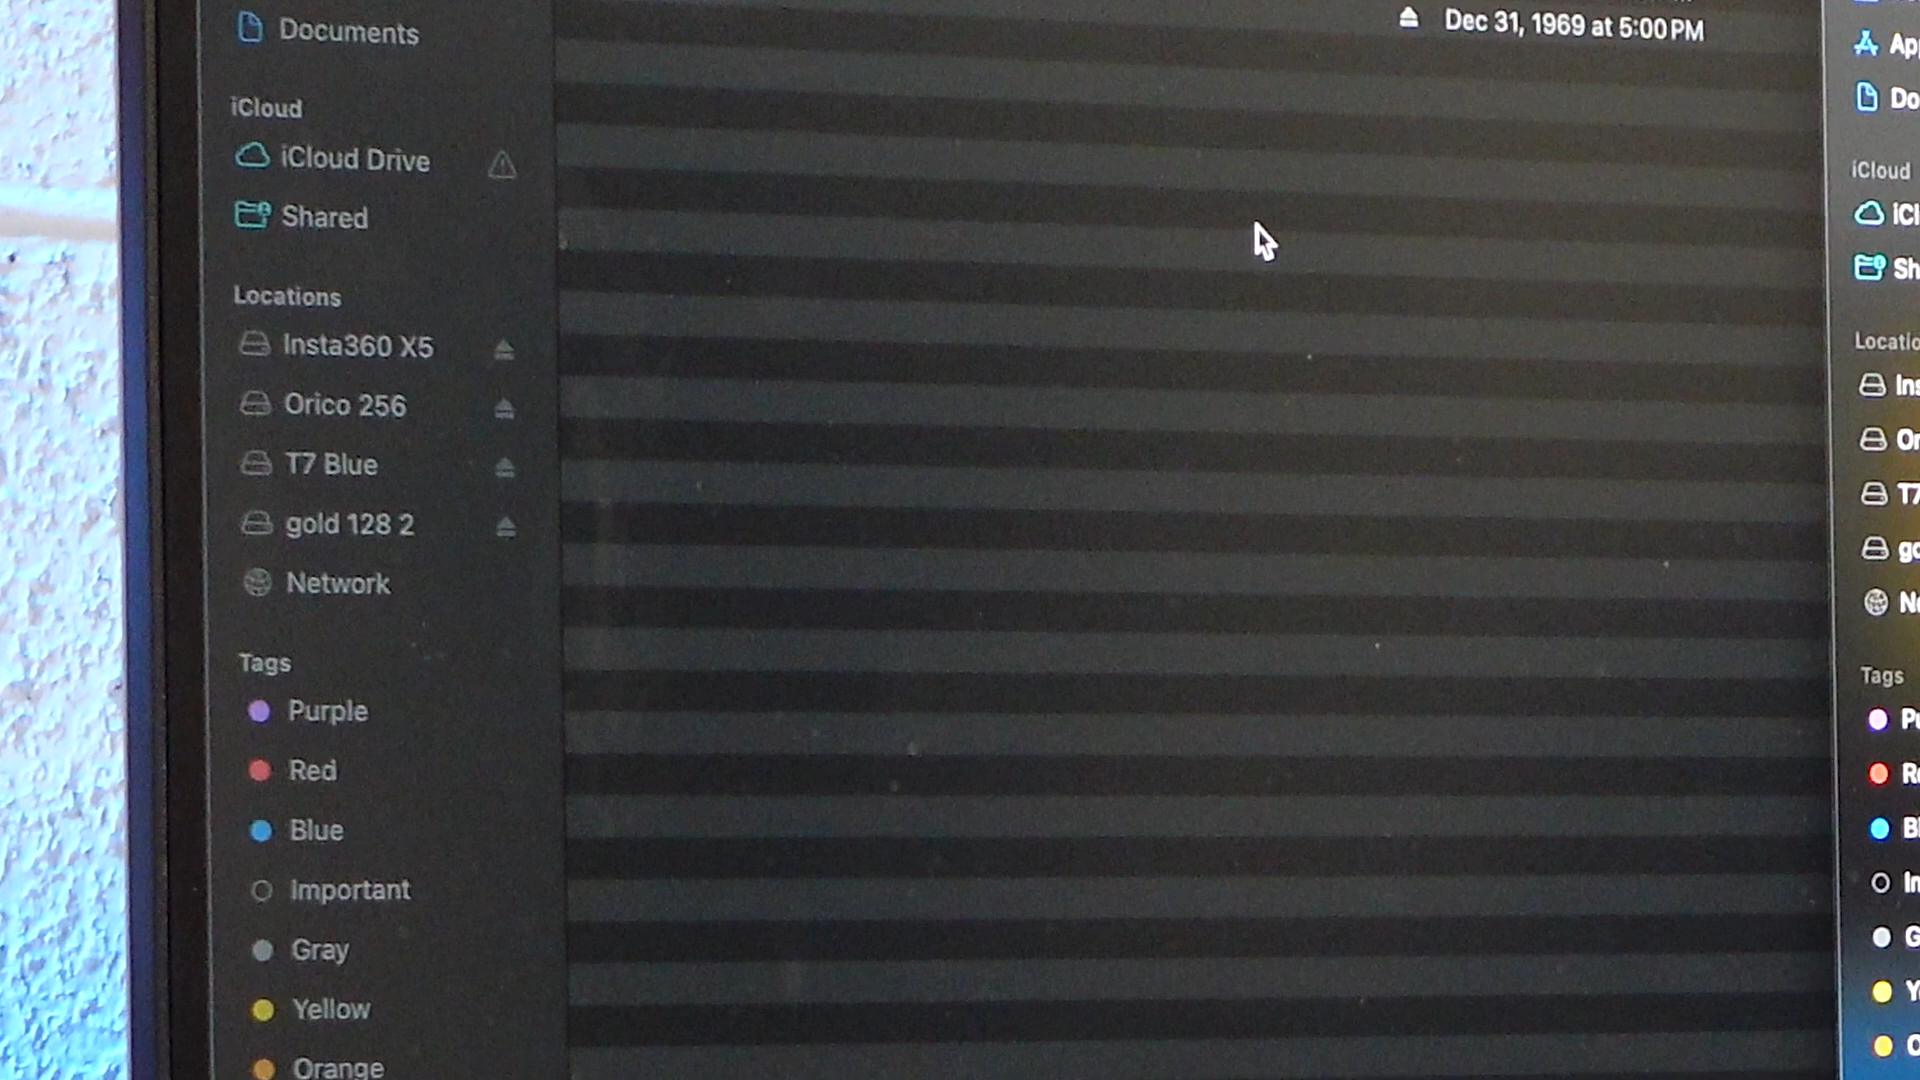 Documents
Dec 31, 1969 at 5:00 PM
iCloud
iCloud Drive
Shared
Locations
Insta360 X5
Orico 256
T7 Blue
gold 128 2
Network
Tags
Purple
Red
Blue
Important
Gray
Yellow
Orange
iCloud
Tags